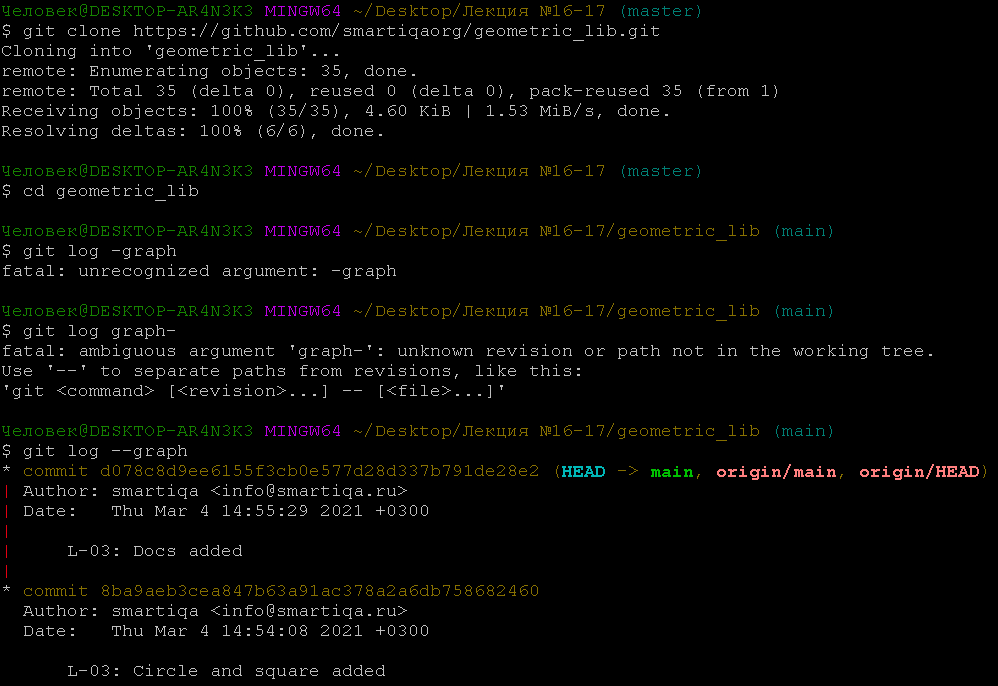 Человек@DESKTOP-AR4N3K3 MINGW64 ~/Desktop/Лекция №16-17 (master)
$ git clone https://github.com/smartiqaorg/geometric_lib.git
Cloning into 'geometric_lib'...
remote: Enumerating objects: 35, done.
remote: Total 35 (delta 0), reused 0 (delta 0), pack-reused 35 (from 1)
Receiving objects: 100% (35/35), 4.60 KiB | 1.53 MiB/s, done.
Resolving deltas: 100% (6/6), done.
Человек@DESKTOP-AR4N3K3 MINGW64 ~/Desktop/Лекция №16-17 (master)
$ cd geometric_lib
Человек@DESKTOP-AR4N3K3 MINGW64 ~/Desktop/Лекция №16-17/geometric_lib (main)
$ git log -graph
fatal: unrecognized argument: -graph
Человек@DESKTOP-AR4N3K3 MINGW64 ~/Desktop/Лекция №16-17/geometric_lib (main)
$ git log graph-
fatal: ambiguous argument 'graph-': unknown revision or path not in the working tree.
Use '--' to separate paths from revisions, like this:
'git <command> [<revision>...] -- [<file>...]'
Человек@DESKTOP-AR4N3K3 MINGW64 ~/Desktop/Лекция №16-17/geometric_lib (main)
$ git log --graph
* commit d078c8d9ee6155f3cb0e577d28d337b791de28e2 (HEAD -> main, origin/main, origin/HEAD)
| Author: smartiqa <info@smartiqa.ru>
| Date:   Thu Mar 4 14:55:29 2021 +0300
|
|     L-03: Docs added
|
* commit 8ba9aeb3cea847b63a91ac378a2a6db758682460
  Author: smartiqa <info@smartiqa.ru>
  Date:   Thu Mar 4 14:54:08 2021 +0300
      L-03: Circle and square added